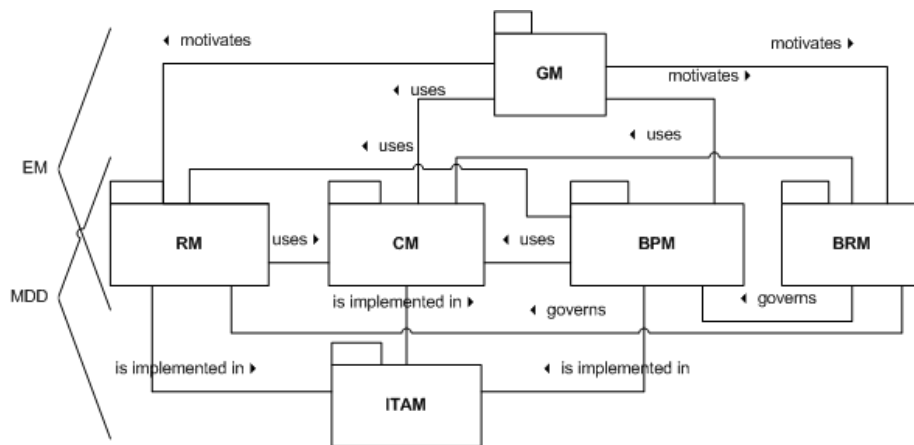 ◄ motivates
motivates ►
GM
motivates ►
◄ uses
◄ uses
◄ uses
EM
RM
uses ►
CM
◄ uses
BPM
BRM
MDD
is implemented in ►
◄ governs
◄ governs
is implemented in ►
◄ is implemented in
ITAM